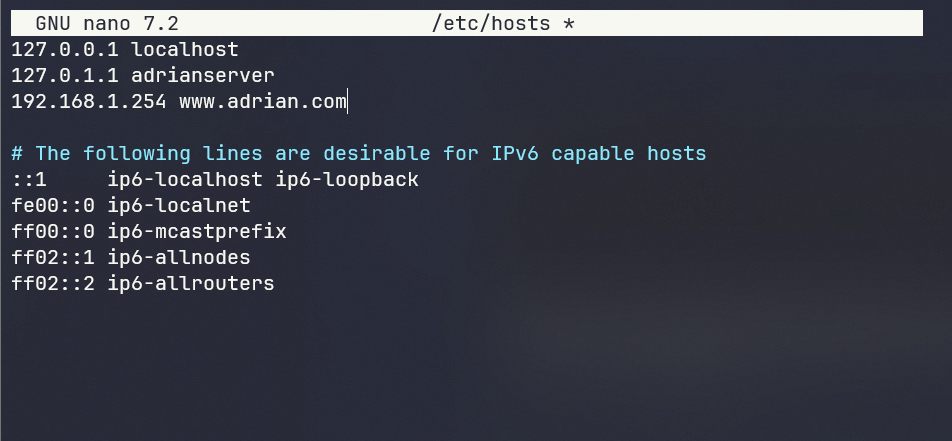 GNU nano 7.2 /etc/hosts *
127.0.0.1 localhost
127.0.1.1 adrianserver
192.168.1.254 www.adrian.com
# The following lines are desirable for IPv6 capable hosts
::1 ip6-localhost ip6-loopback
fe00::0 ip6-localnet
ff00::0 ip6-mcastprefix
ff02::1 ip6-allnodes
ff02::2 ip6-allrouters